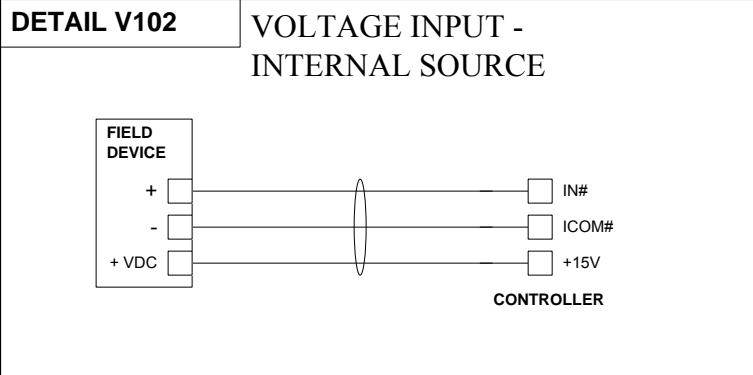 DETAIL V102
VOLTAGE INPUT -
INTERNAL SOURCE
FIELD
DEVICE
+
-
+ VDC
IN#
ICOM#
+15V
CONTROLLER